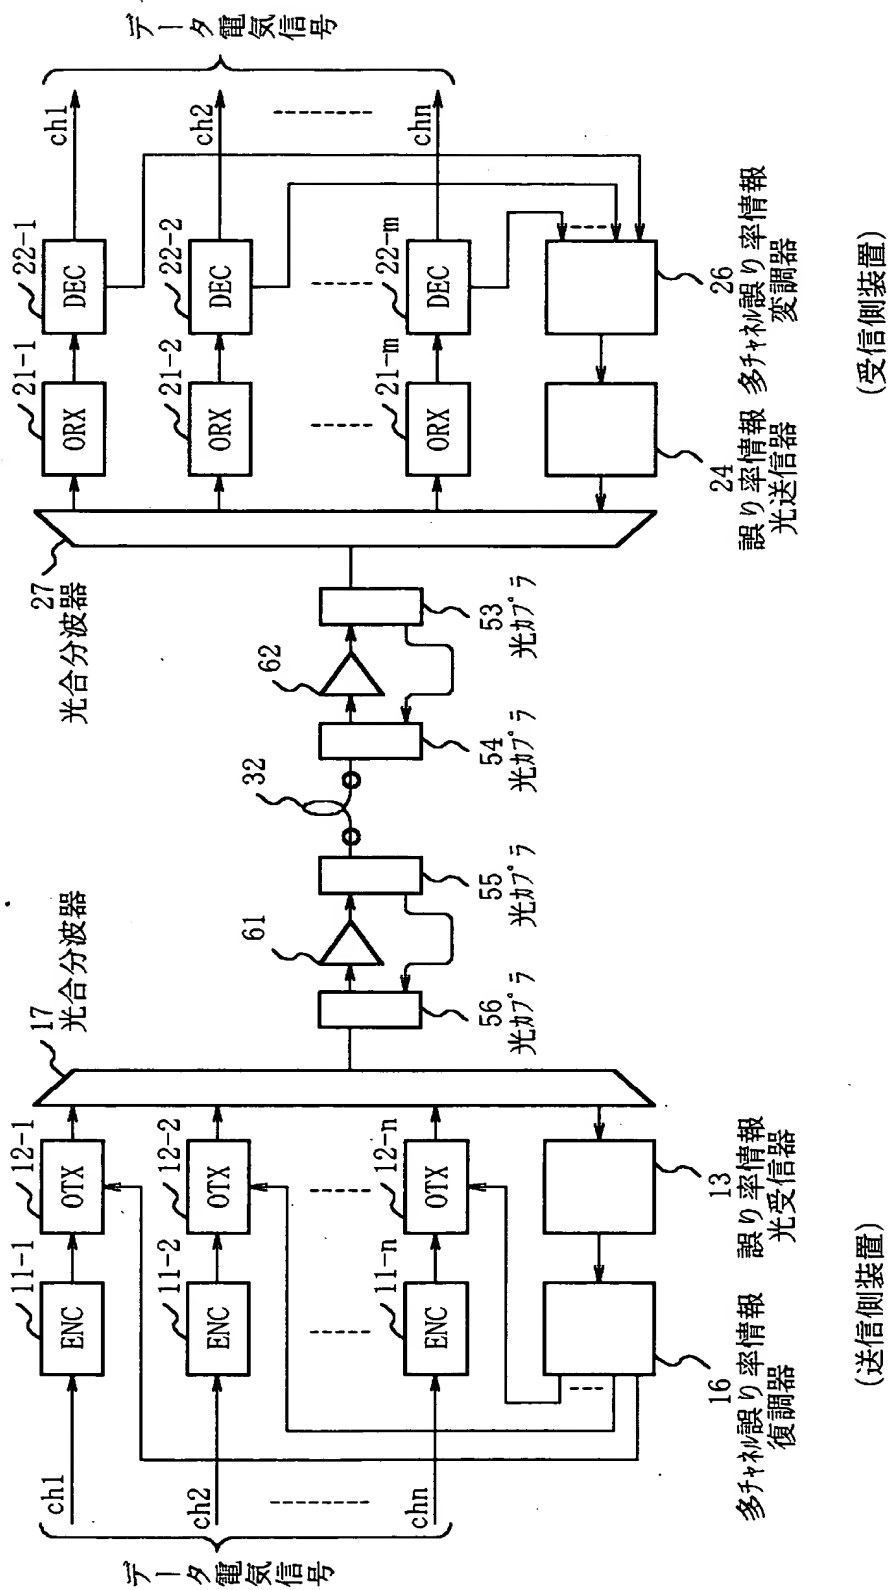 データ電気信号
ch1
ch2
chn
11-1
ENC
11-2
ENC
11-n
ENC
12-1
OTX
12-2
OTX
12-n
OTX
16
多チャネル誤り率情報
復調器
13
誤り率情報
光受信器
(送信側装置)
17
光合分波器
56
光カプラ
61
55
光カプラ
32
54
光カプラ
62
53
光カプラ
27
光合分波器
21-1
ORX
21-2
ORX
21-m
ORX
22-1
DEC
22-2
DEC
22-m
DEC
24
誤り率情報
光送信器
26
多チャネル誤り率情報
変調器
ch1
ch2
chn
データ電気信号
(受信側装置)